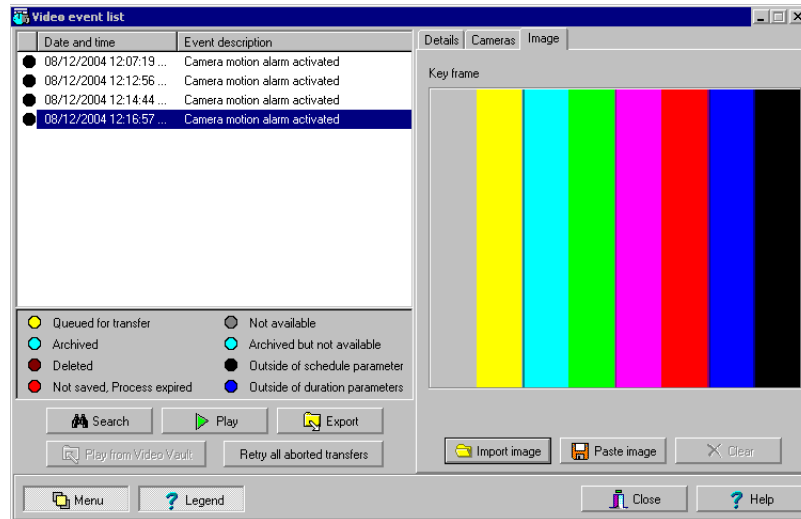 Video event list
Date and time Event description
08/12/2004 12:07:19 ... Camera motion alarm activated
08/12/2004 12:12:56 ... Camera motion alarm activated
08/12/2004 12:14:44 ... Camera motion alarm activated
08/12/2004 12:16:57 ... Camera motion alarm activated
Queued for transfer Not available
Archived Archived but not available
Deleted Outside of schedule parameter
Not saved, Process expired Outside of duration parameters
Search Play Export
Play from Video Vault Retry all aborted transfers
Details Cameras Image
Key frame
Import image Paste image Clear
Menu Legend Close Help